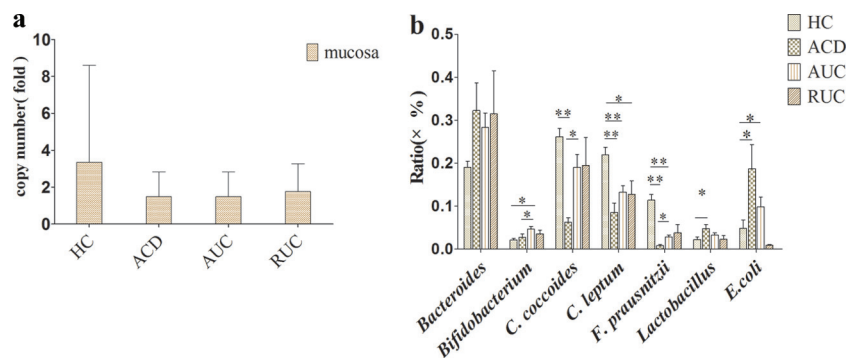 a
10
8
6
4
2
0
copy number( fold )
mucosa
HC
ACD
AUC
RUC
b
HC
ACD
AUC
RUC
0.5
0.4
0.3
0.2
0.1
0.0
Ratio(× %)
**
*
*
*
*
**
**
**
**
*
*
*
*
Bacteroides
Bifidobacterium
C. coccoides
C. leptum
F. prausnitzii
Lactobacillus
E.coli